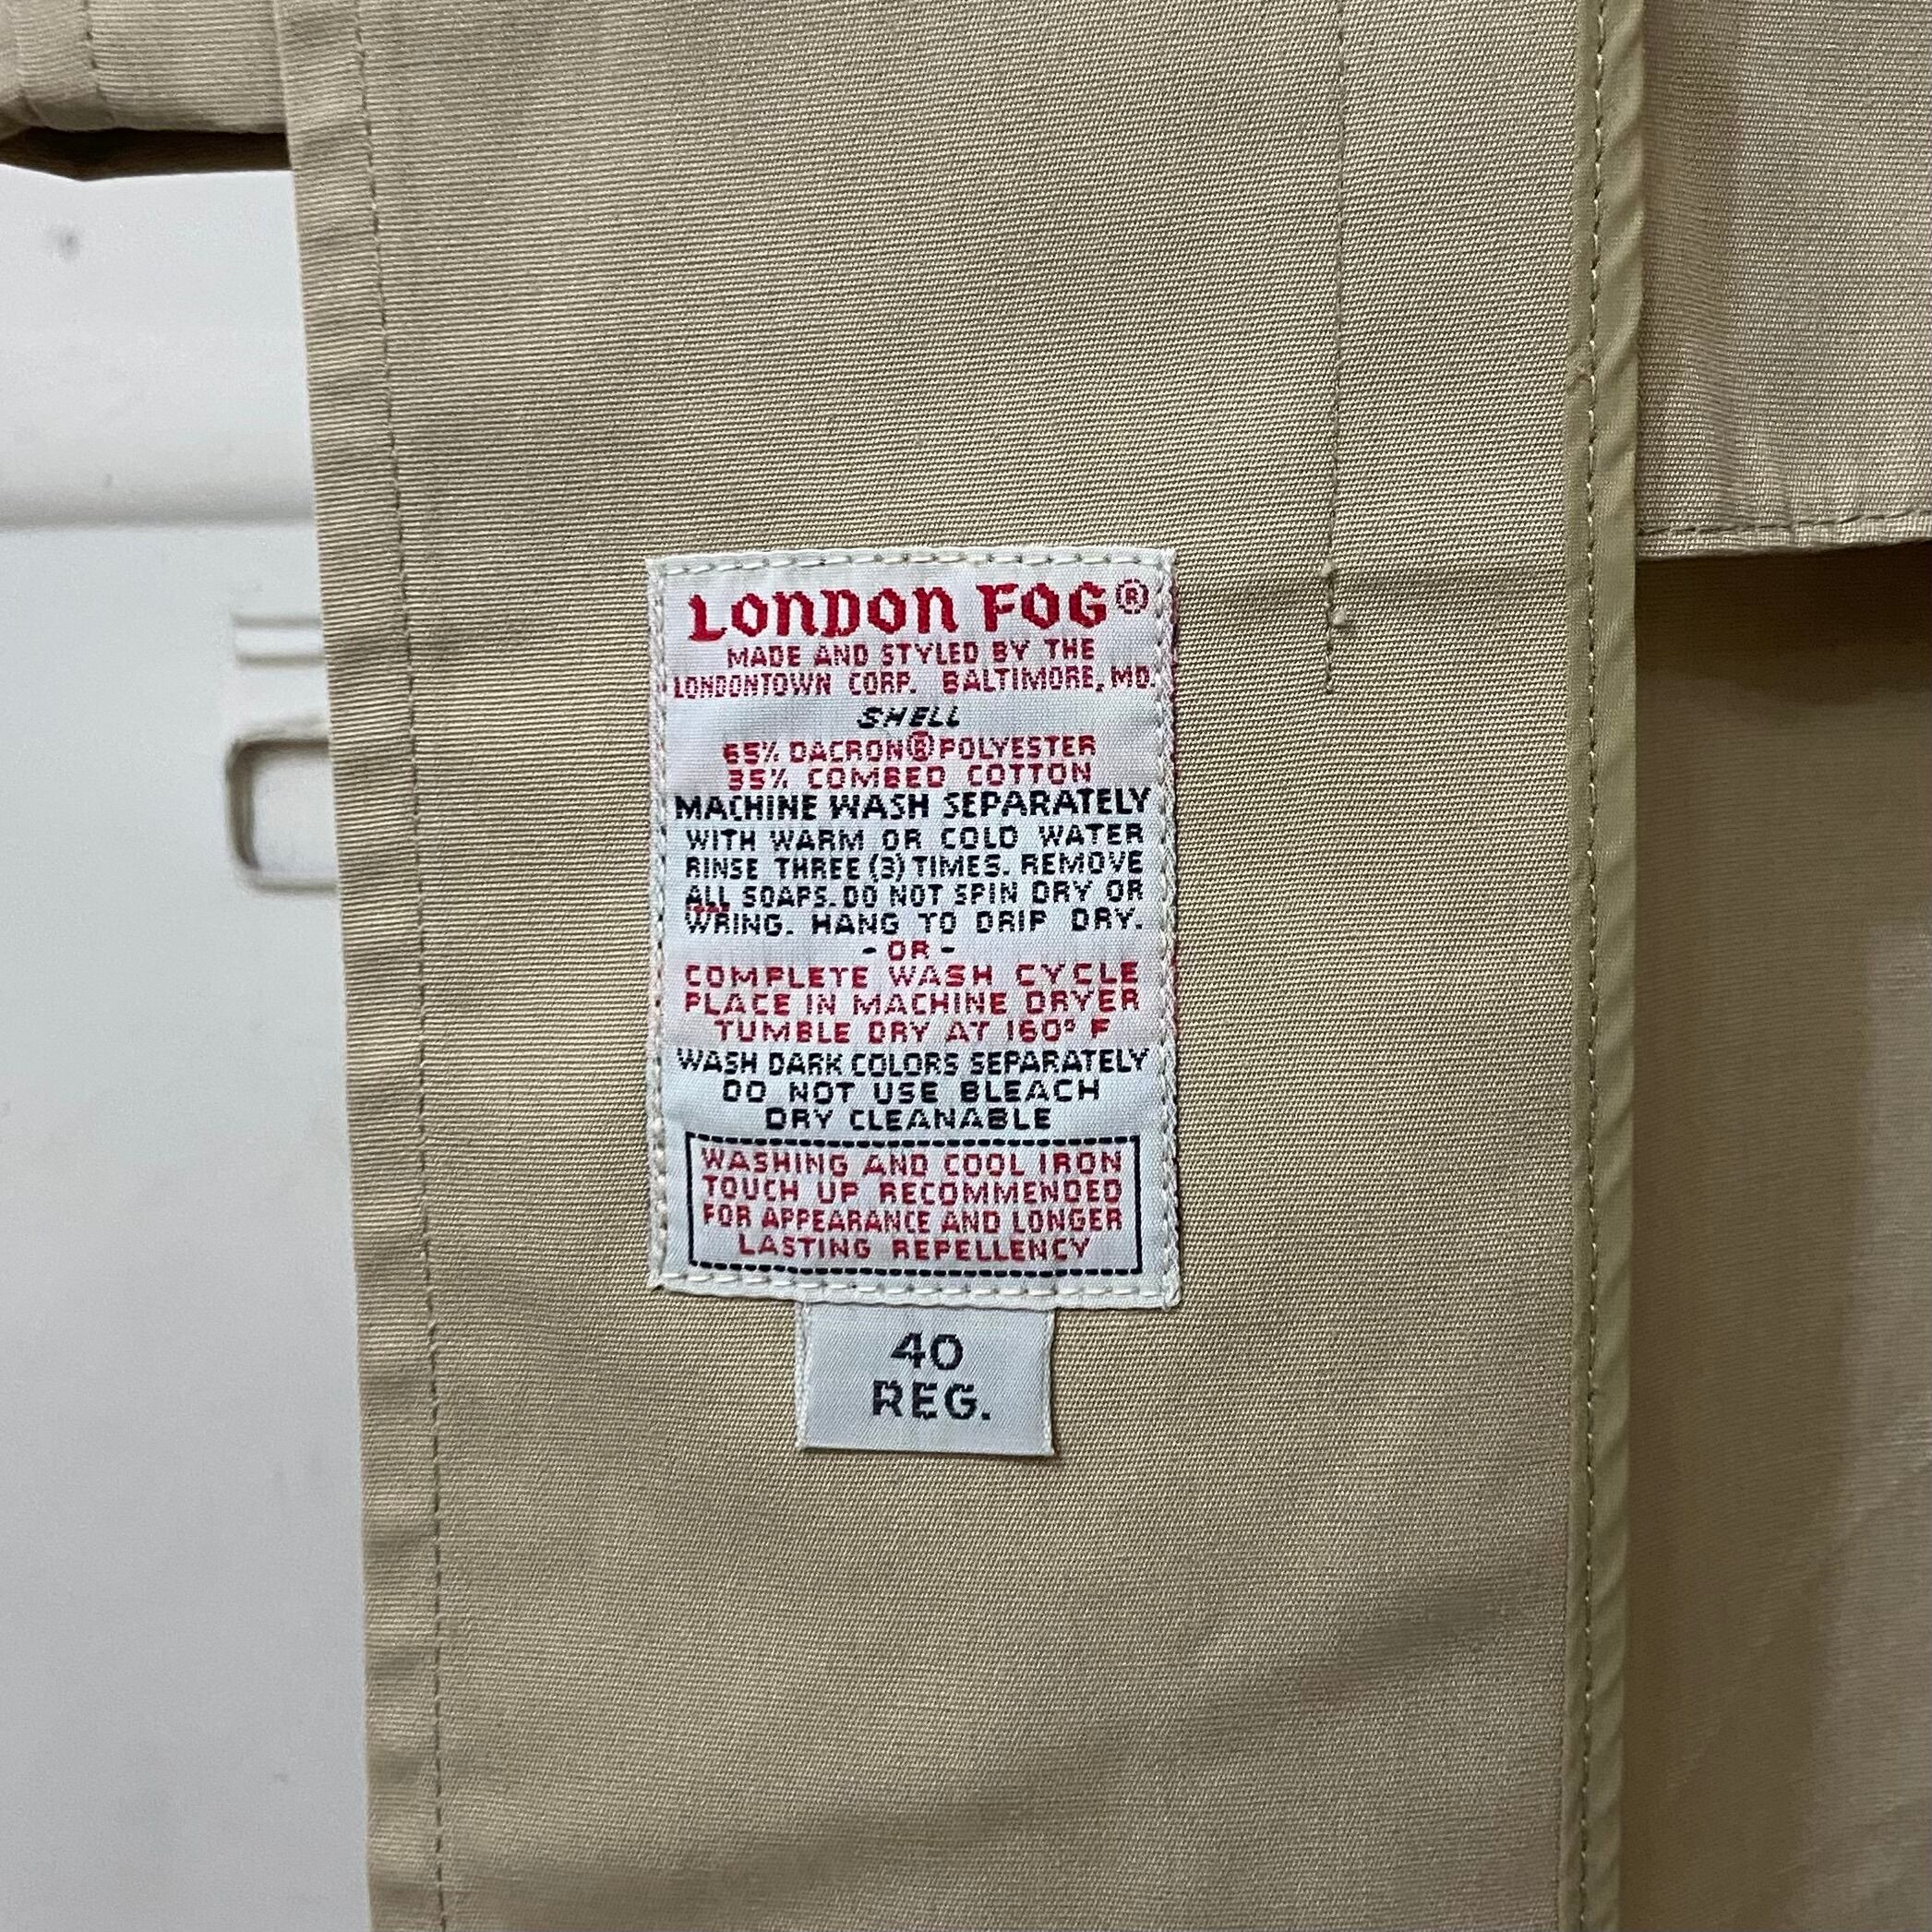 LONDON FOG®
MADE AND STYLED BY THE
LONDONTOWN CORP. BALTIMORE, MD.
SHELL
65% DACRON® POLYESTER
35% COMBED COTTON
MACHINE WASH SEPARATELY
WITH WARM OR COLD WATER
RINSE THREE (3) TIMES. REMOVE
ALL SOAPS. DO NOT SPIN DRY OR
WRING. HANG TO DRIP DRY.
- OR -
COMPLETE WASH CYCLE
PLACE IN MACHINE DRYER
TUMBLE DRY AT 160° F
WASH DARK COLORS SEPARATELY
DO NOT USE BLEACH
DRY CLEANABLE
WASHING AND COOL IRON
TOUCH UP RECOMMENDED
FOR APPEARANCE AND LONGER
LASTING REPELLENCY
40
REG.